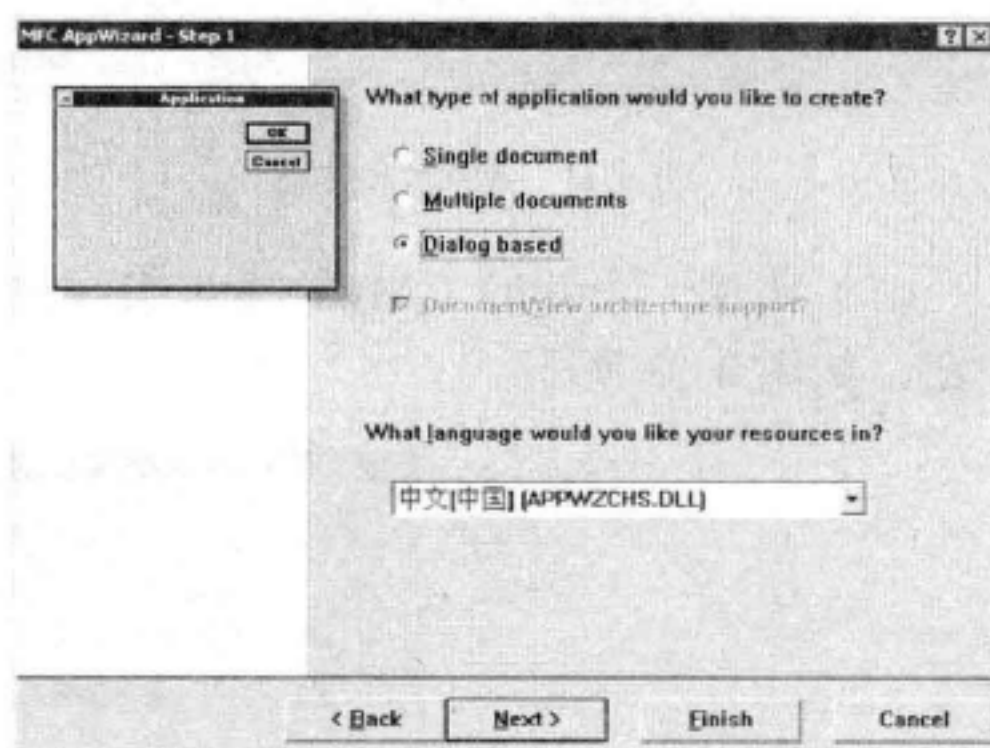 MFC AppWizard - Step 1
Application
OK
Cancel
What type of application would you like to create?
Single document
Multiple documents
Dialog based
Document/View architecture support?
What language would you like your resources in?
中文[中国] (APPWZCHS.DLL)
< Back
Next >
Finish
Cancel